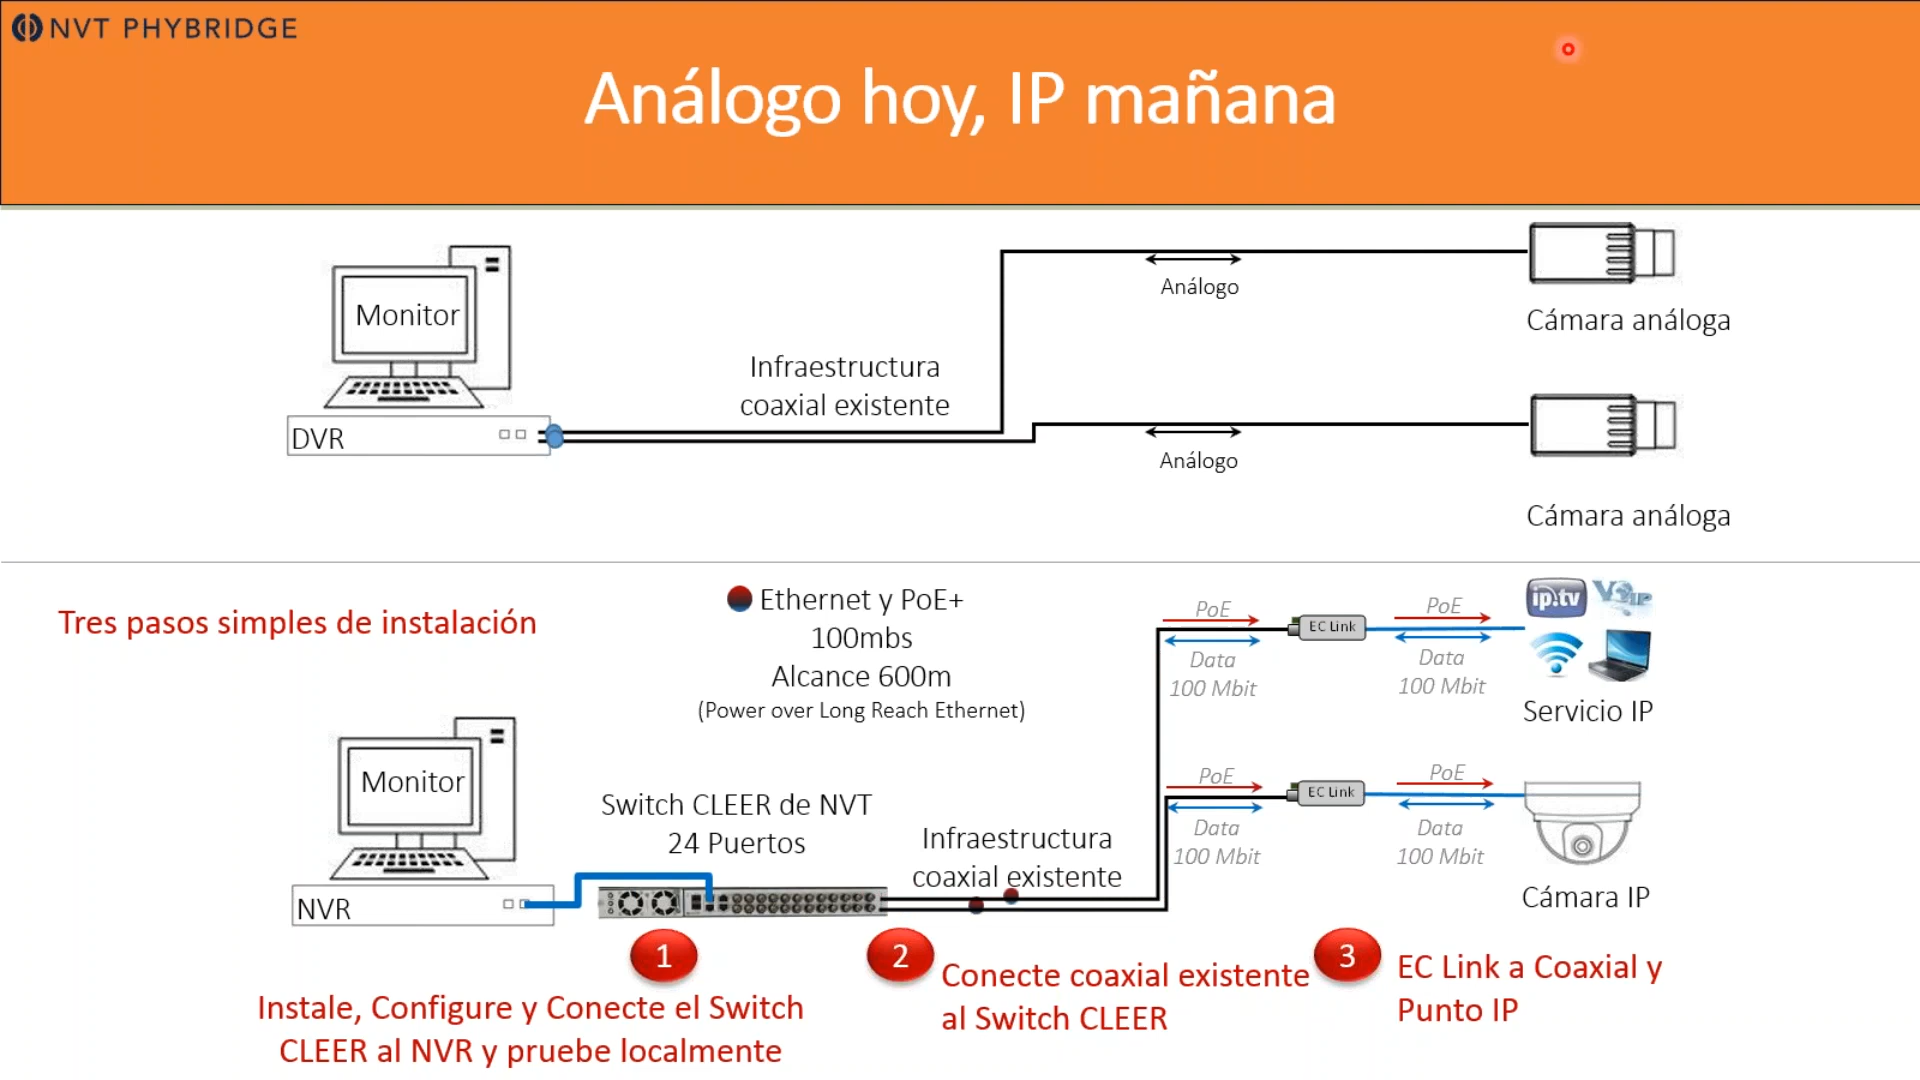 NVT PHYBRIDGE
Análogo hoy, IP mañana
Monitor
DVR
Infraestructura
coaxial existente
Análogo
Cámara análoga
Análogo
Cámara análoga
Tres pasos simples de instalación
Ethernet y PoE+
100mbs
Alcance 600m
(Power over Long Reach Ethernet)
PoE
Data
100 Mbit
EC Link
PoE
Data
100 Mbit
ip.tv
VoIP
Servicio IP
Monitor
NVR
Switch CLEER de NVT
24 Puertos
Infraestructura
coaxial existente
PoE
Data
100 Mbit
EC Link
PoE
Data
100 Mbit
Cámara IP
1
Instale, Configure y Conecte el Switch
CLEER al NVR y pruebe localmente
2
Conecte coaxial existente
al Switch CLEER
3
EC Link a Coaxial y
Punto IP